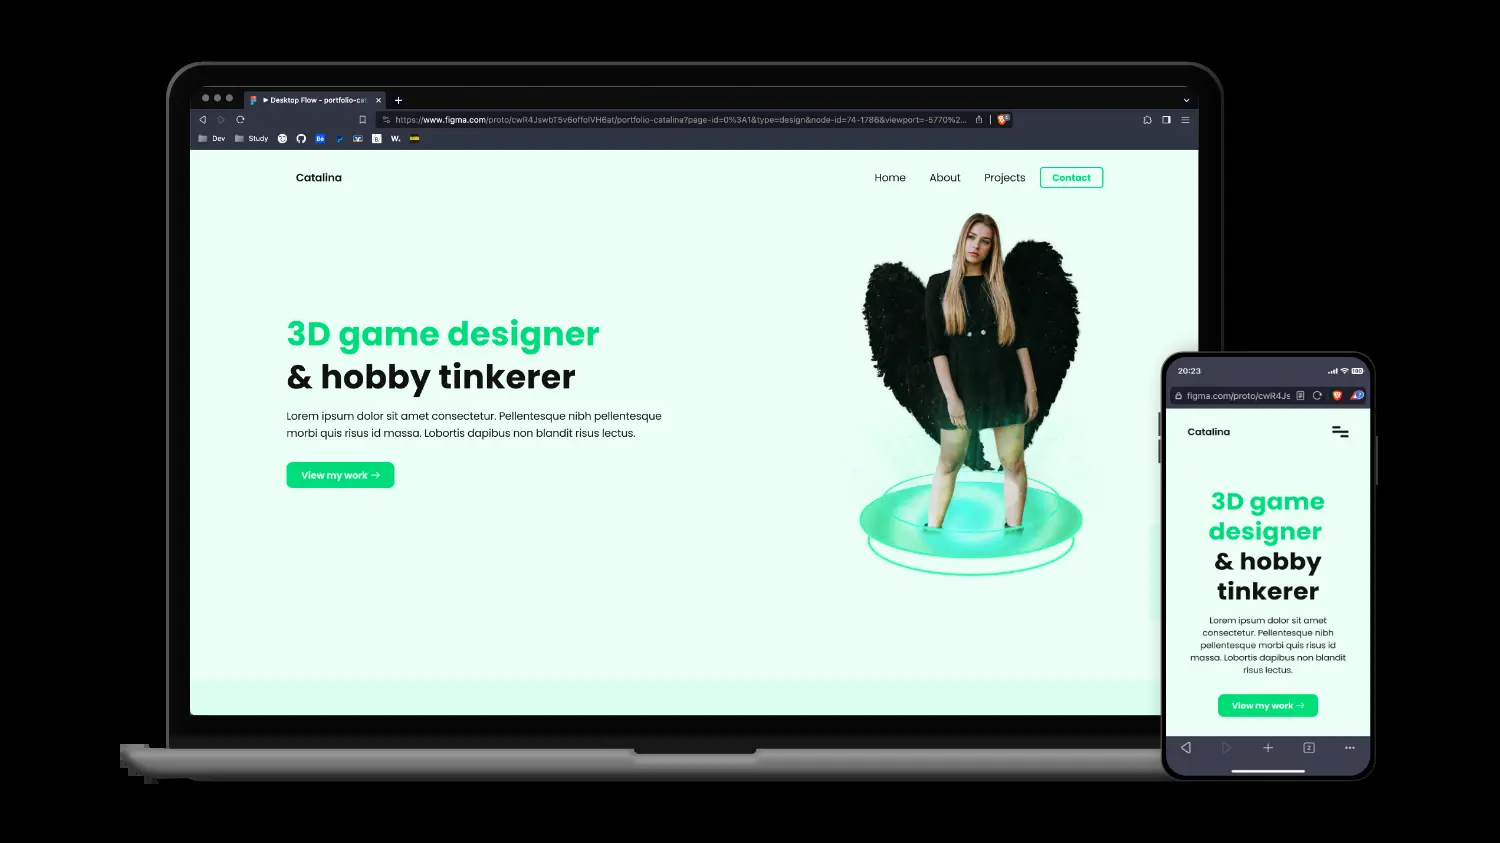 Desktop Flow - portfolio-cat
https://www.figma.com/proto/cwR4JswbT5v6offolVH6at/portfolio-catalina?page-id=0%3A1&type=design&node-id=74-1786&viewport=-5770%2...
Dev Study Bē W.
Catalina
Home About Projects Contact
3D game designer
& hobby tinkerer
Lorem ipsum dolor sit amet consectetur. Pellentesque nibh pellentesque
morbi quis risus id massa. Lobortis dapibus non blandit risus lectus.
View my work →
20:23
figma.com/proto/cwR4Js
Catalina
3D game
designer
& hobby
tinkerer
Lorem ipsum dolor sit amet
consectetur. Pellentesque nibh
pellentesque morbi quis risus id
massa. Lobortis dapibus non blandit
risus lectus.
View my work →
2